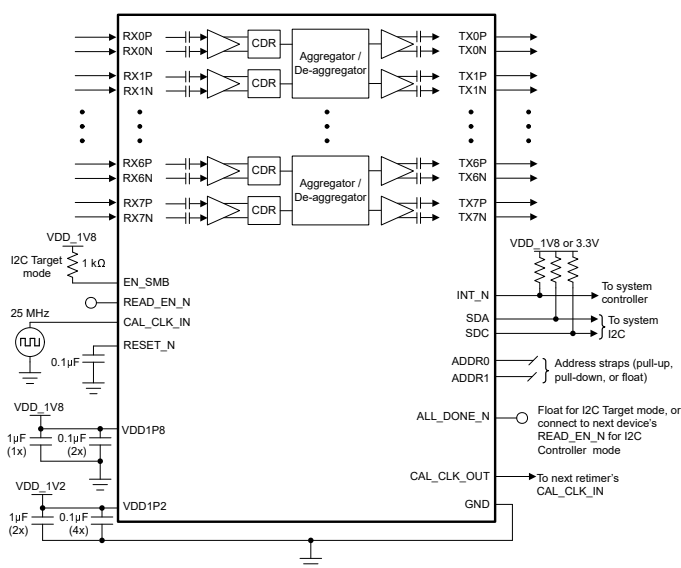 RX0P
RX0N
CDR
Aggregator /
De-aggregator
TX0P
TX0N
RX1P
RX1N
CDR
TX1P
TX1N
RX6P
RX6N
CDR
Aggregator /
De-aggregator
TX6P
TX6N
RX7P
RX7N
CDR
TX7P
TX7N
VDD_1V8
I2C Target
mode
1 kΩ
EN_SMB
READ_EN_N
25 MHz
CAL_CLK_IN
RESET_N
0.1μF
VDD_1V8
VDD1P8
1μF
(1x)
0.1μF
(2x)
VDD_1V2
VDD1P2
1μF
(2x)
0.1μF
(4x)
VDD_1V8 or 3.3V
INT_N
To system
controller
SDA
SDC
To system
I2C
ADDR0
ADDR1
Address straps (pull-up,
pull-down, or float)
ALL_DONE_N
Float for I2C Target mode, or
connect to next device's
READ_EN_N for I2C
Controller mode
CAL_CLK_OUT
To next retimer's
CAL_CLK_IN
GND